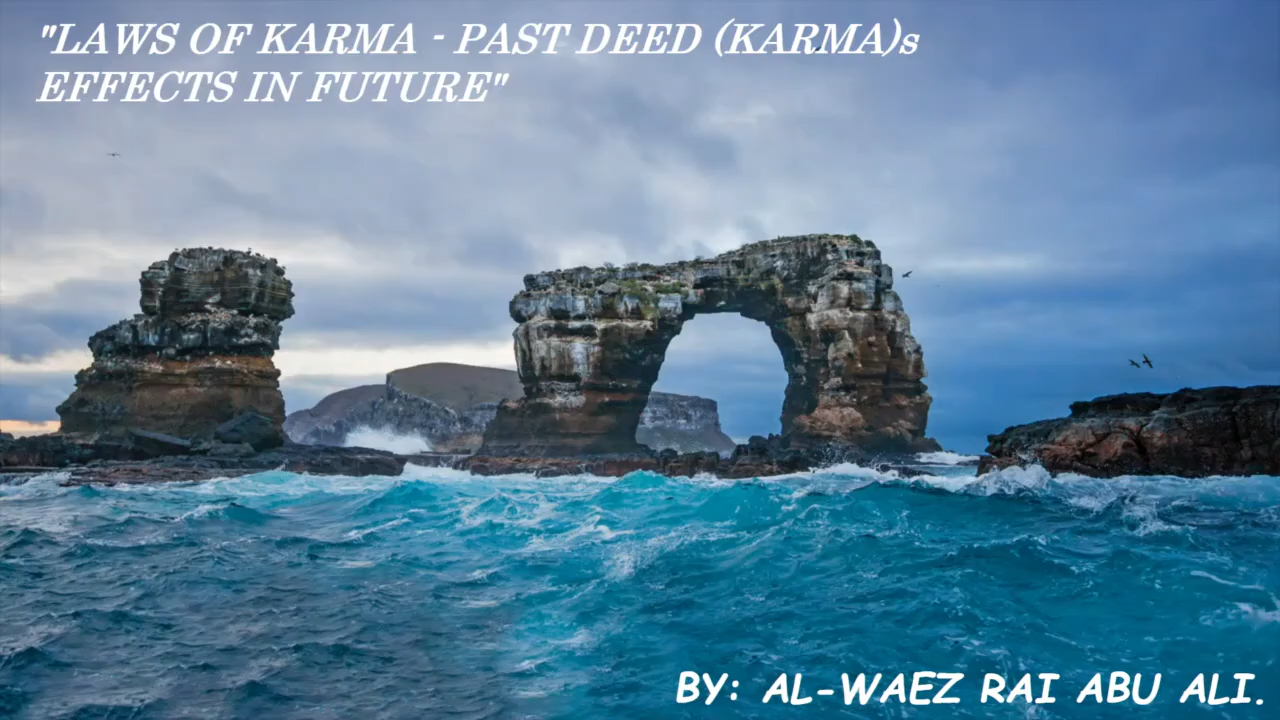 "LAWS OF KARMA - PAST DEED (KARMA)s
EFFECTS IN FUTURE"
BY: AL-WAEZ RAI ABU ALI.